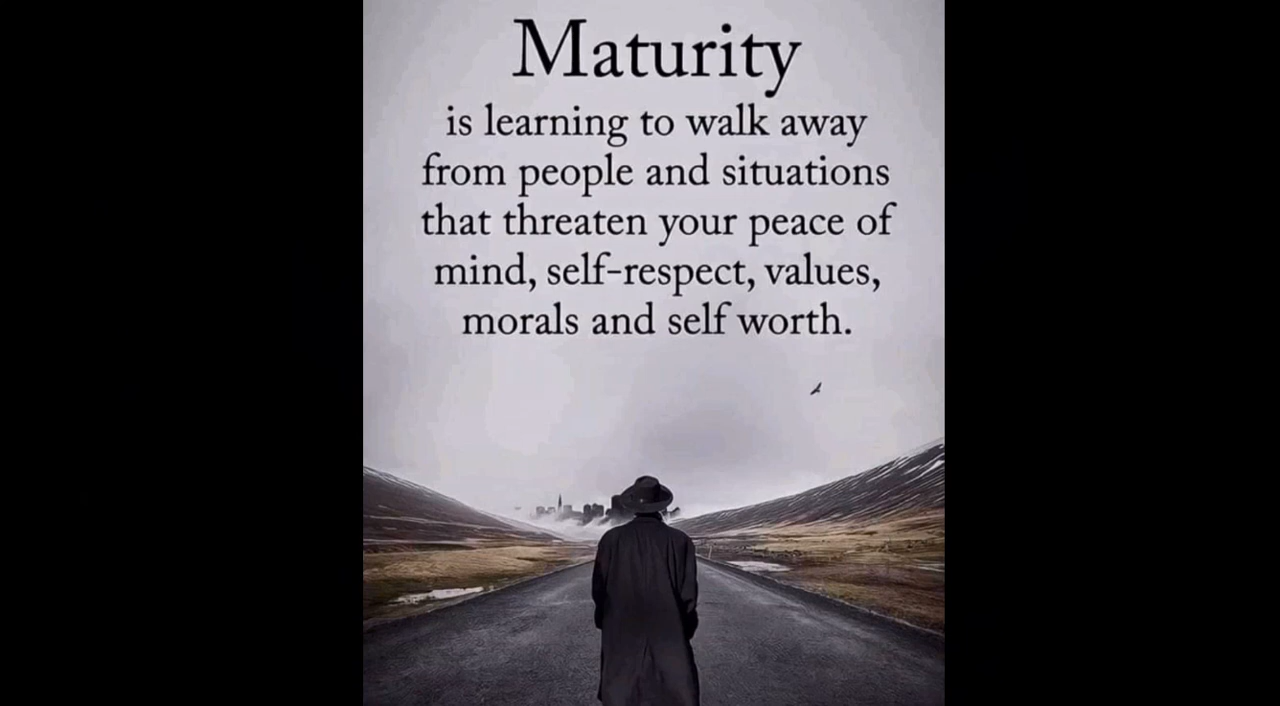 Maturity
is learning to walk away
from people and situations
that threaten your peace of
mind, self-respect, values,
morals and self worth.